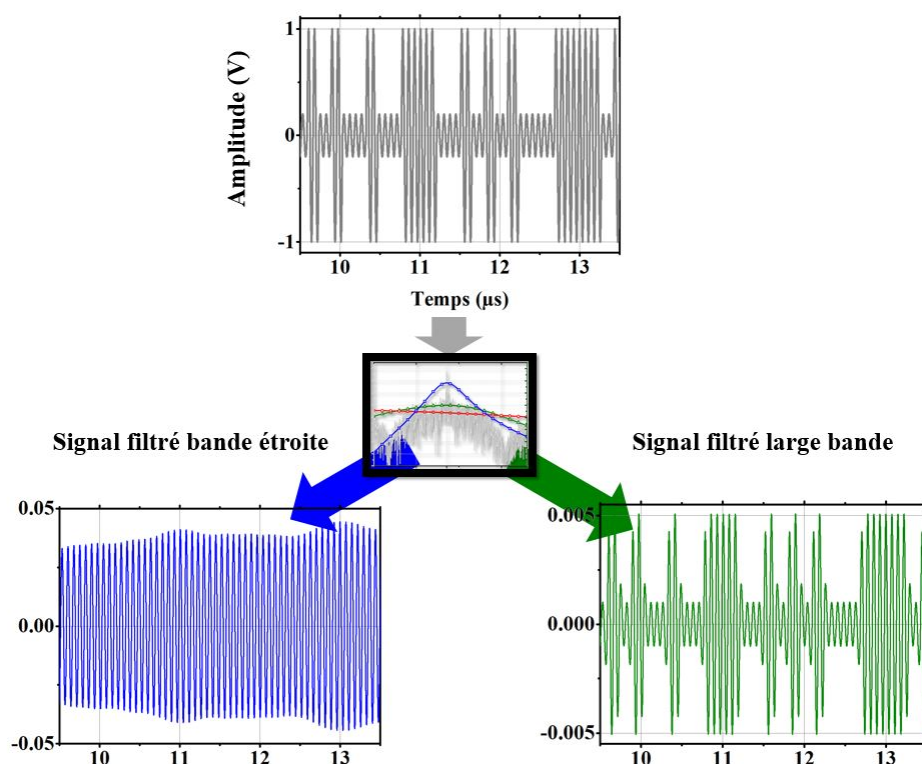 Amplitude (V)
1
0
-1
10 11 12 13
Temps (µs)
Signal filtré bande étroite
Signal filtré large bande
0.05
0.00
-0.05
10 11 12 13
0.005
0.000
-0.005
10 11 12 13